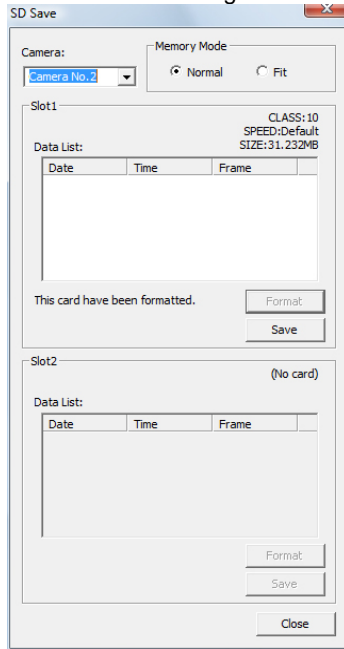 SD Save
Camera:
Camera No.2
Memory Mode
Normal
Fit
Slot1
CLASS:10
SPEED:Default
SIZE:31.232MB
Data List:
Date Time Frame
This card have been formatted.
Format
Save
Slot2
(No card)
Data List:
Date Time Frame
Format
Save
Close